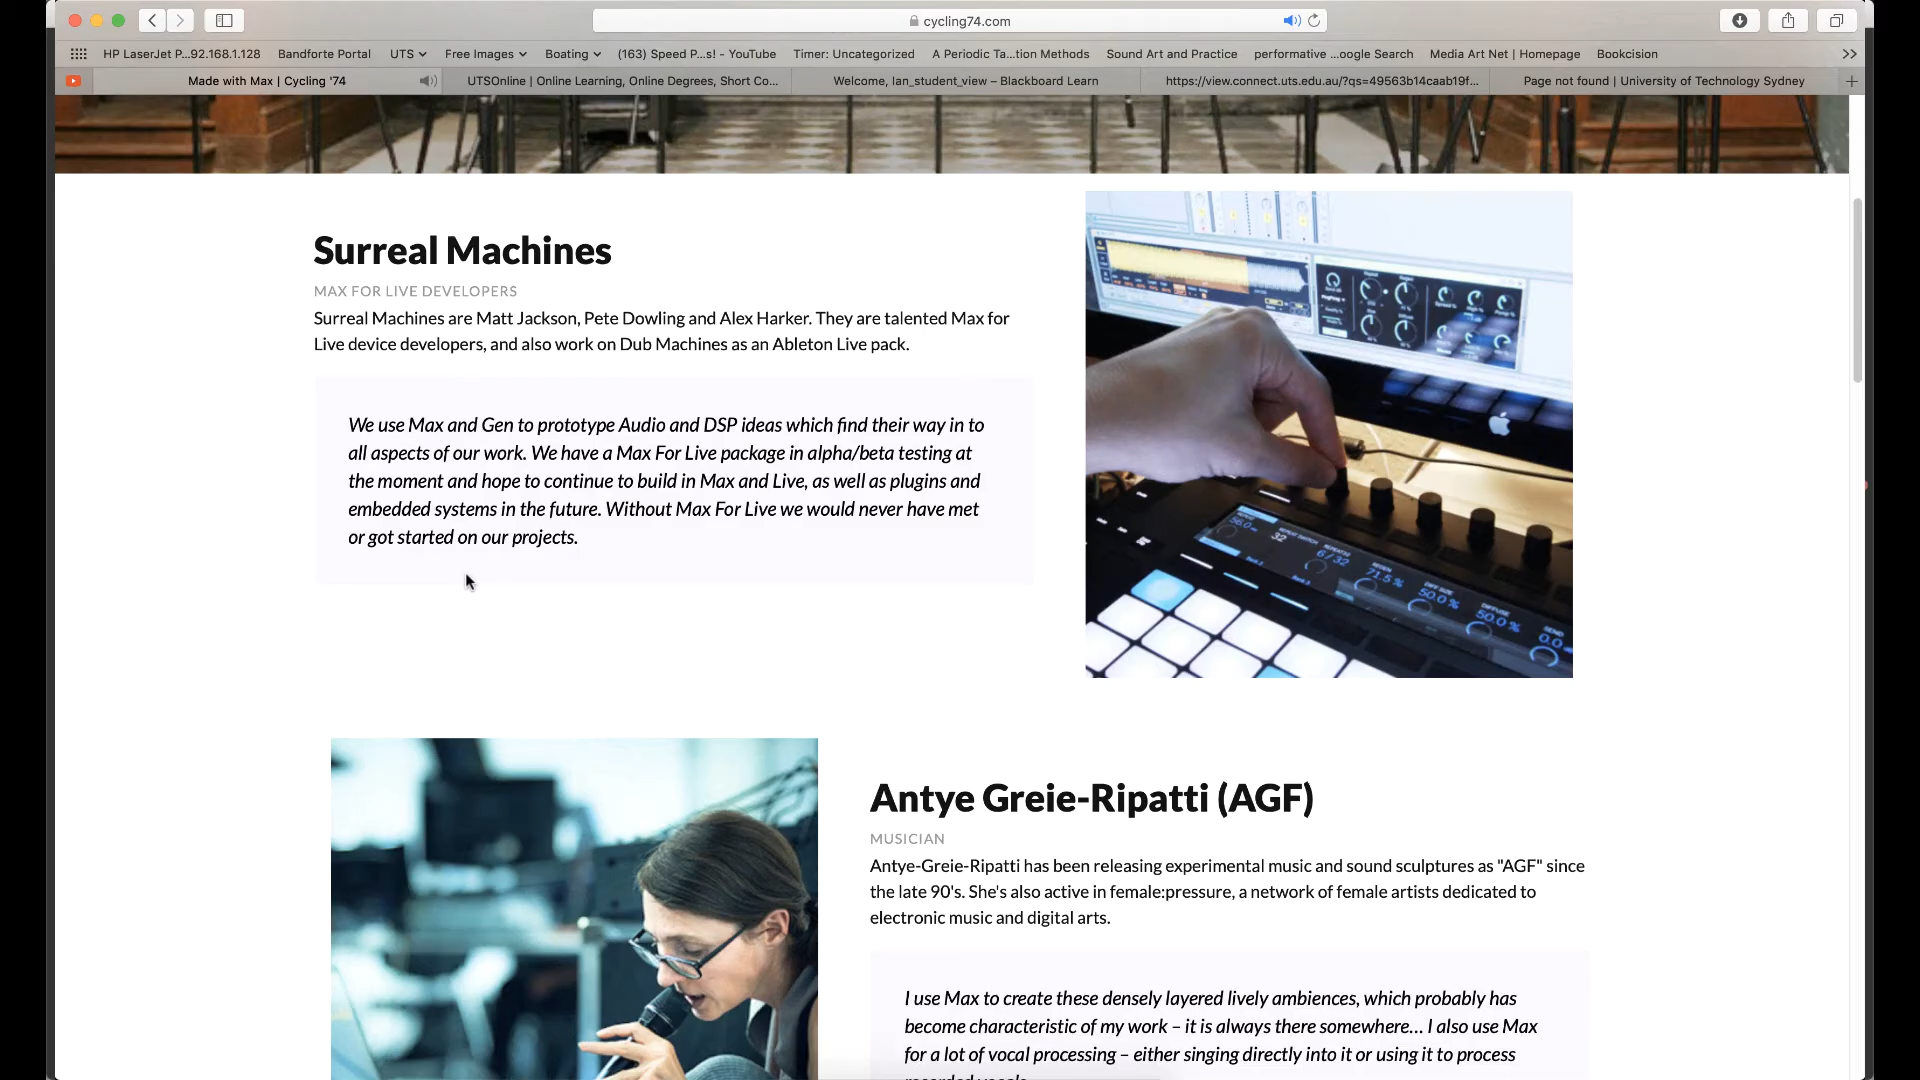 cycling74.com
HP LaserJet P...92.168.1.128
Bandforte Portal
UTS
Free Images
Boating
(163) Speed P...s! - YouTube
Timer: Uncategorized
A Periodic Ta...tion Methods
Sound Art and Practice
performative ...oogle Search
Media Art Net | Homepage
Bookcision
Made with Max | Cycling '74
UTSOnline | Online Learning, Online Degrees, Short Co...
Welcome, Ian_student_view – Blackboard Learn
https://view.connect.uts.edu.au/?qs=49563b14caab19f...
Page not found | University of Technology Sydney
Surreal Machines
MAX FOR LIVE DEVELOPERS
Surreal Machines are Matt Jackson, Pete Dowling and Alex Harker. They are talented Max for
Live device developers, and also work on Dub Machines as an Ableton Live pack.
We use Max and Gen to prototype Audio and DSP ideas which find their way in to
all aspects of our work. We have a Max For Live package in alpha/beta testing at
the moment and hope to continue to build in Max and Live, as well as plugins and
embedded systems in the future. Without Max For Live we would never have met
or got started on our projects.
32
6/32
71.5 %
50.0 %
50.0 %
0.0
Antye Greie-Ripatti (AGF)
MUSICIAN
Antye-Greie-Ripatti has been releasing experimental music and sound sculptures as "AGF" since
the late 90's. She's also active in female:pressure, a network of female artists dedicated to
electronic music and digital arts.
I use Max to create these densely layered lively ambiences, which probably has
become characteristic of my work – it is always there somewhere... I also use Max
for a lot of vocal processing – either singing directly into it or using it to process